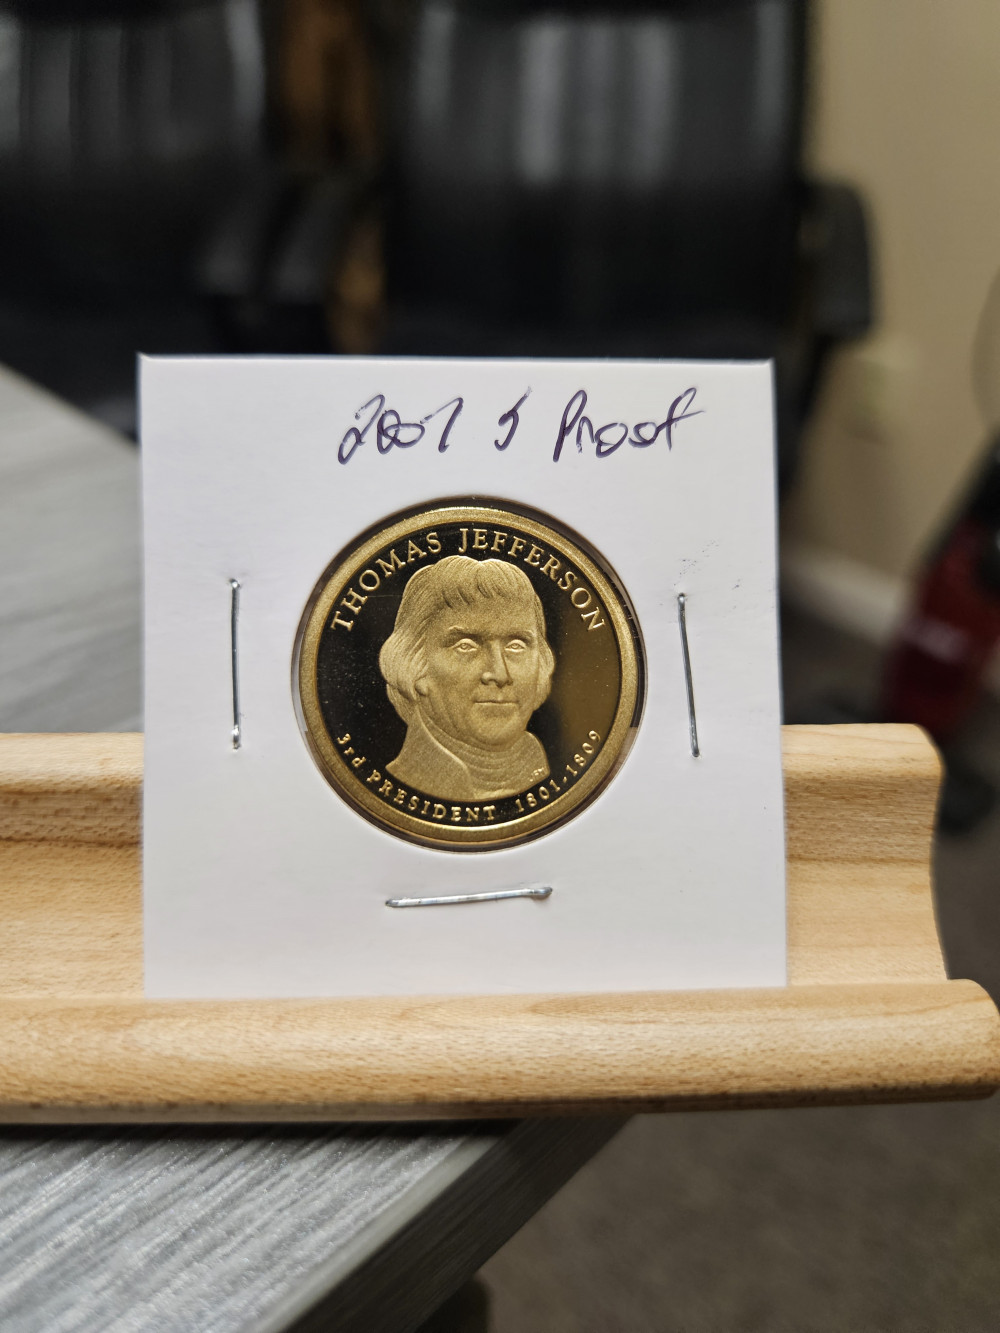 2007 S Proof
THOMAS JEFFERSON
3rd PRESIDENT 1801-1809